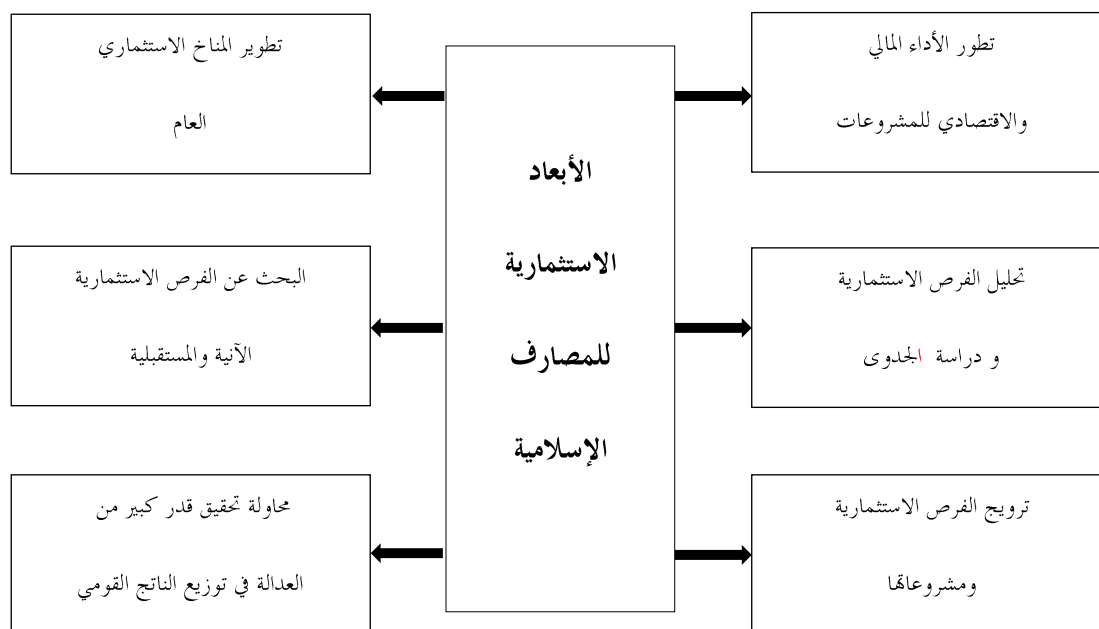 تطور الأداء المالي
والاقتصادي للمشروعات
تحليل الفرص الاستثمارية
و دراسة الجدوى
ترويج الفرص الاستثمارية
ومشروعاتها
الأبعاد
الاستثمارية
للمصارف
الإسلامية
تطوير المناخ الاستثماري
العام
البحث عن الفرص الاستثمارية
الآنية والمستقبلية
محاولة تحقيق قدر كبير من
العدالة في توزيع الناتج القومي